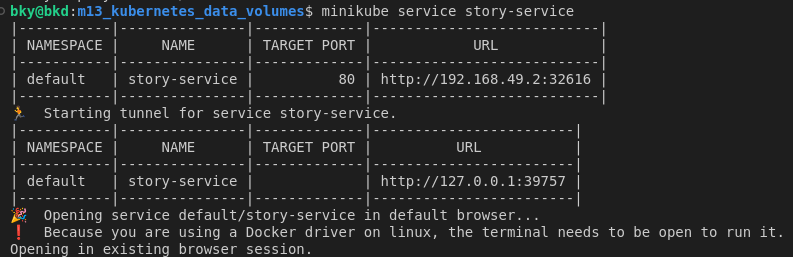 bky@bkd:m13_kubernetes_data_volumes$ minikube service story-service
|-----------|---------------|-------------|---------------------------|
| NAMESPACE |     NAME      | TARGET PORT |            URL            |
|-----------|---------------|-------------|---------------------------|
| default   | story-service |          80 | http://192.168.49.2:32616 |
|-----------|---------------|-------------|---------------------------|
🏃  Starting tunnel for service story-service.
|-----------|---------------|-------------|------------------------|
| NAMESPACE |     NAME      | TARGET PORT |          URL           |
|-----------|---------------|-------------|------------------------|
| default   | story-service |             | http://127.0.0.1:39757 |
|-----------|---------------|-------------|------------------------|
🎉  Opening service default/story-service in default browser...
❗  Because you are using a Docker driver on linux, the terminal needs to be open to run it.
Opening in existing browser session.